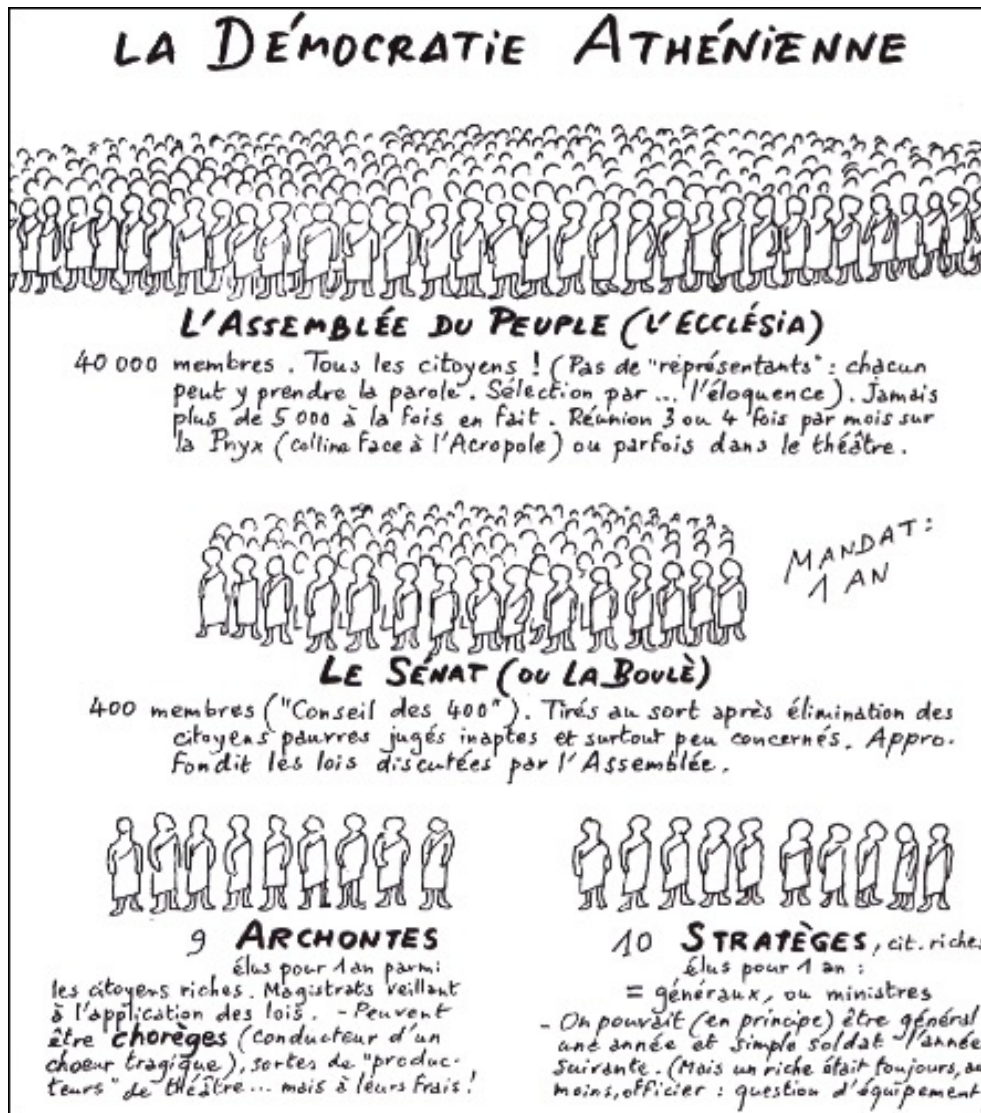 LA DÉMOCRATIE ATHÉNIENNE
L'ASSEMBLÉE DU PEUPLE (L'ECCLÉSIA)
40 000 membres. Tous les citoyens ! (Pas de "représentants" : chacun
peut y prendre la parole. Sélection par ... l'éloquence). Jamais
plus de 5 000 à la fois en fait. Réunion 3 ou 4 fois par mois sur
la Pnyx (colline face à l'Acropole) ou parfois dans le théâtre.
MANDAT :
1 AN
LE SÉNAT (OU LA BOULÈ)
400 membres ("Conseil des 400"). Tirés au sort après élimination des
citoyens pauvres jugés inaptes et surtout peu concernés. Appro-
fondit les lois discutées par l'Assemblée.
9 ARCHONTES
élus pour 1 an parmi
les citoyens riches. Magistrats veillant
à l'application des lois. - Peuvent
être chorèges (conducteur d'un
choeur tragique), sortes de "produc-
teurs" de théâtre... mais à leurs frais !
10 STRATÈGES, cit. riches
élus pour 1 an :
= généraux, ou ministres
- On pouvait (en principe) être général
une année et simple soldat l'année
suivante. (Mais un riche était toujours, au
moins, officier : question d'équipement